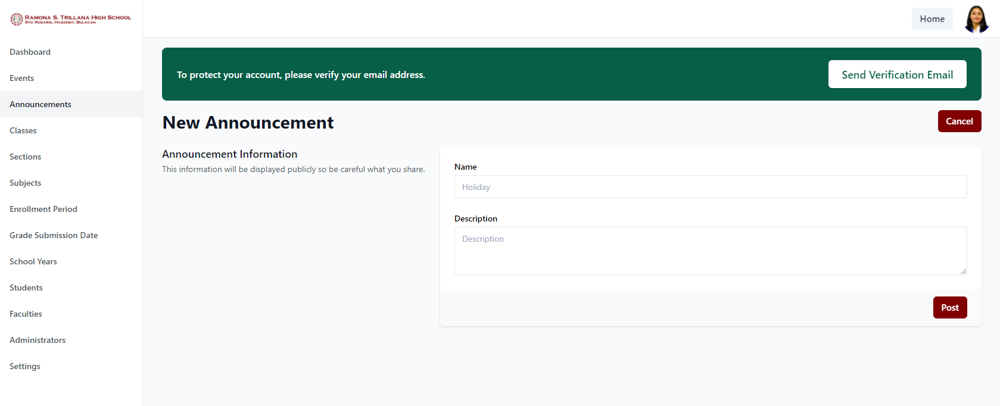 Ramona S. Trillana High School
Sto. Rosario, Hagonoy, Bulacan
Home
Dashboard
Events
Announcements
Classes
Sections
Subjects
Enrollment Period
Grade Submission Date
School Years
Students
Faculties
Administrators
Settings
To protect your account, please verify your email address.
Send Verification Email
New Announcement
Cancel
Announcement Information
This information will be displayed publicly so be careful what you share.
Name
Holiday
Description
Description
Post